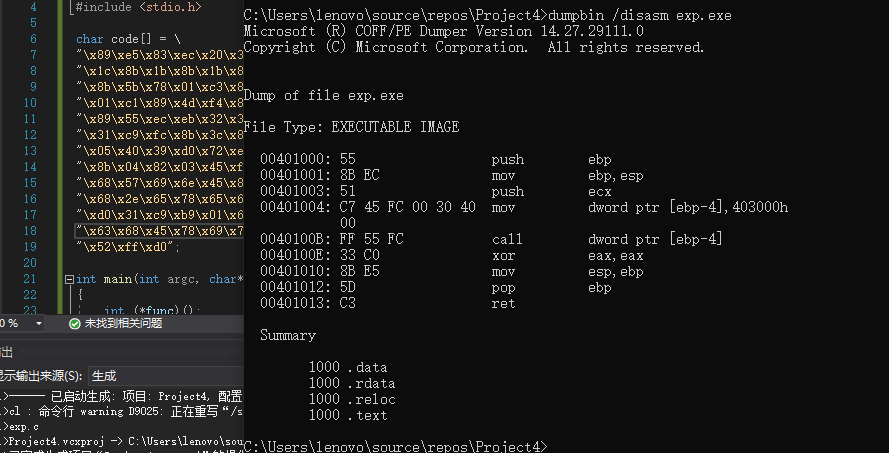 4 #include <stdio.h>
5
6 char code[] = \
7 "\x89\xe5\x83\xec\x20\x3
8 "\x1c\x8b\x1b\x8b\x1b\x8
9 "\x8b\x5b\x78\x01\xc3\x8
10 "\x01\xc1\x89\x4d\xf4\x8
11 "\x89\x55\xec\xeb\x32\x3
12 "\x31\xc9\xfc\x8b\x3c\x8
13 "\x05\x40\x39\xd0\x72\xe
14 "\x8b\x04\x82\x03\x45\xf
15 "\x68\x57\x69\x6e\x45\x8
16 "\x68\x2e\x65\x78\x65\x6
17 "\xd0\x31\xc9\xb9\x01\x6
18 "\x63\x68\x45\x78\x69\x7
19 "\x52\xff\xd0";
20
21 int main(int argc, char*
22 {
23 int (*func)();
0 %
未找到相关问题
出
显示输出来源(S): 生成
>------ 已启动生成: 项目: Project4, 配置
>cl : 命令行 warning D9025: 正在重写“/s
>exp.c
>Project4.vcxproj -> C:\Users\lenovo\sou
C:\Users\lenovo\source\repos\Project4>dumpbin /disasm exp.exe
Microsoft (R) COFF/PE Dumper Version 14.27.29111.0
Copyright (C) Microsoft Corporation.  All rights reserved.
Dump of file exp.exe
File Type: EXECUTABLE IMAGE
00401000: 55 push ebp
00401001: 8B EC mov ebp,esp
00401003: 51 push ecx
00401004: C7 45 FC 00 30 40 mov dword ptr [ebp-4],403000h
00
0040100B: FF 55 FC call dword ptr [ebp-4]
0040100E: 33 C0 xor eax,eax
00401010: 8B E5 mov esp,ebp
00401012: 5D pop ebp
00401013: C3 ret
Summary
1000 .data
1000 .rdata
1000 .reloc
1000 .text
C:\Users\lenovo\source\repos\Project4>